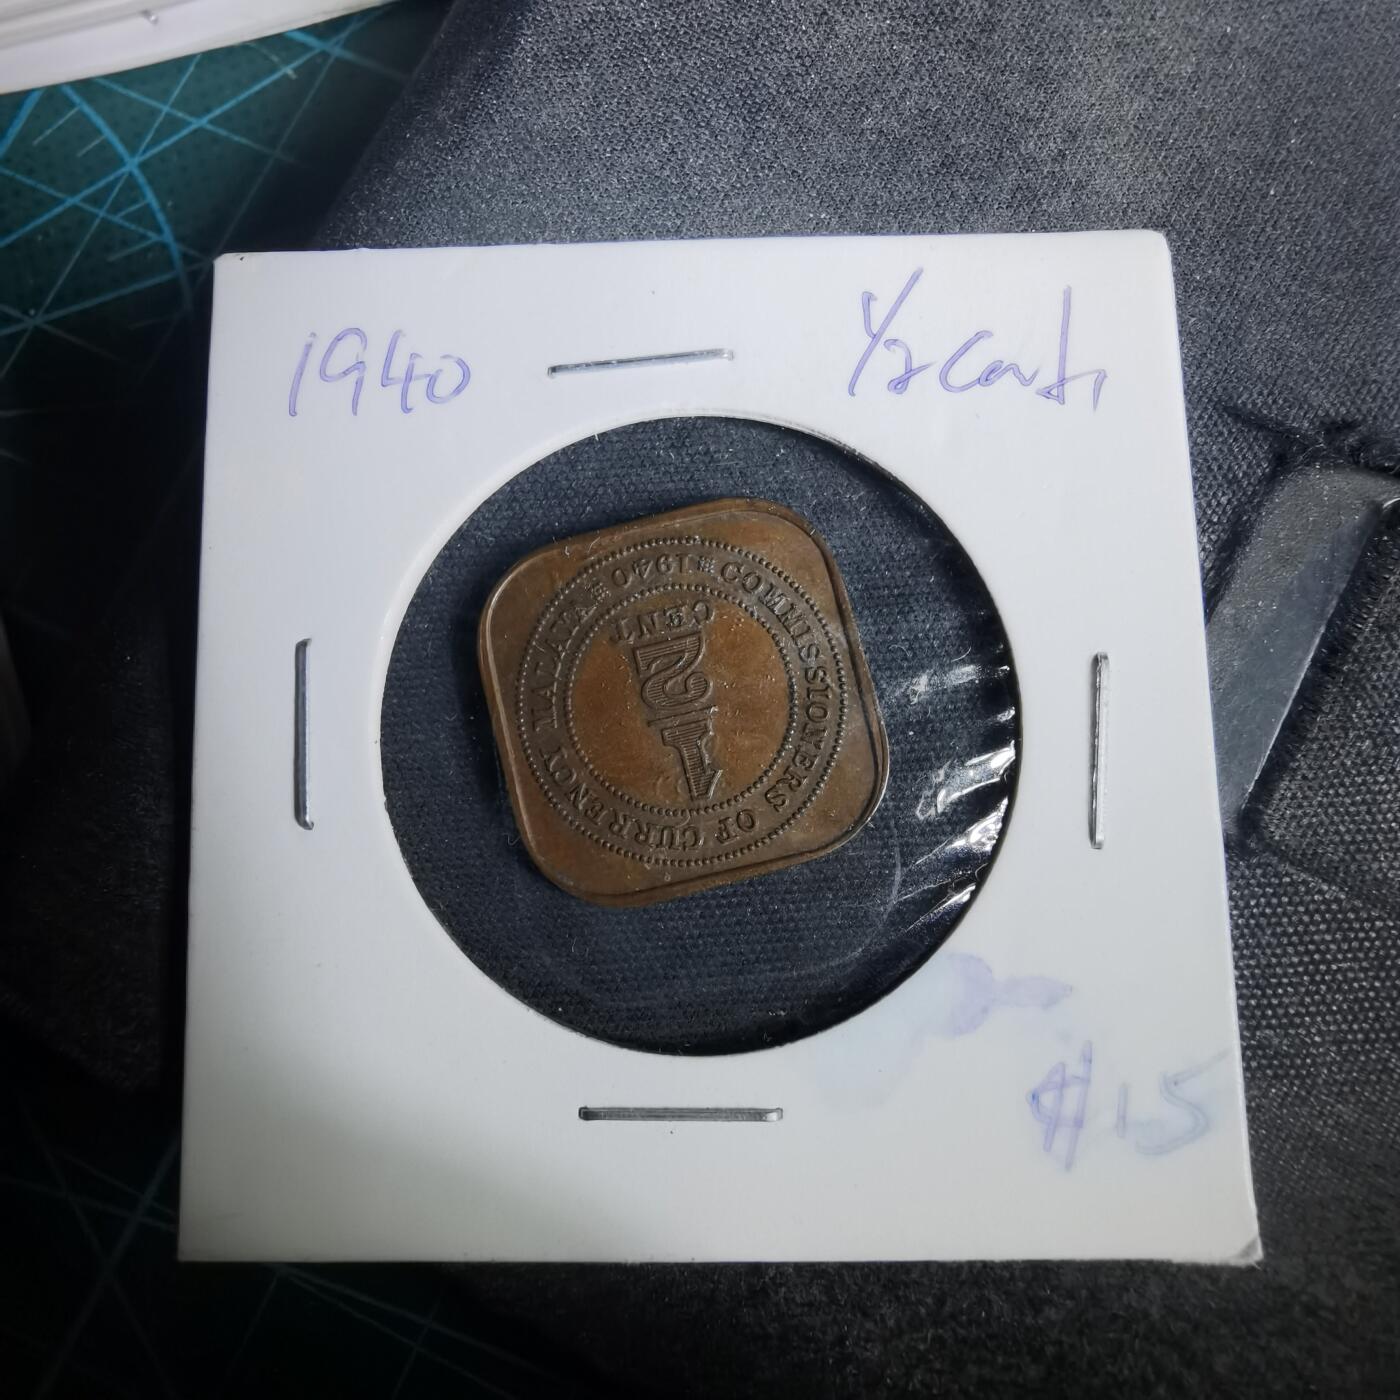 1940
1/2 Cent
COMMISSIONERS OF CURRENCY MALAYA
1940
1/2
CENT
$15